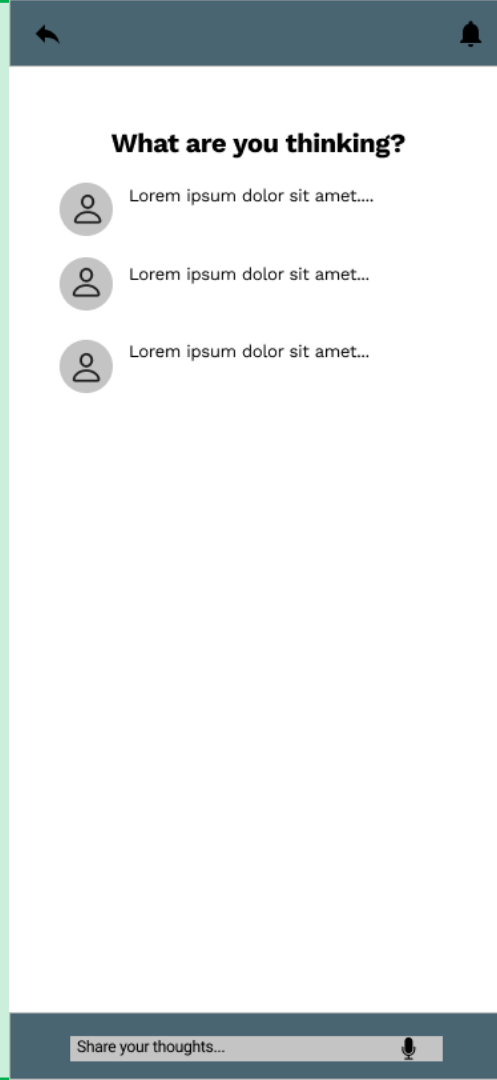 What are you thinking?
Lorem ipsum dolor sit amet....
Lorem ipsum dolor sit amet...
Lorem ipsum dolor sit amet...
Share your thoughts...